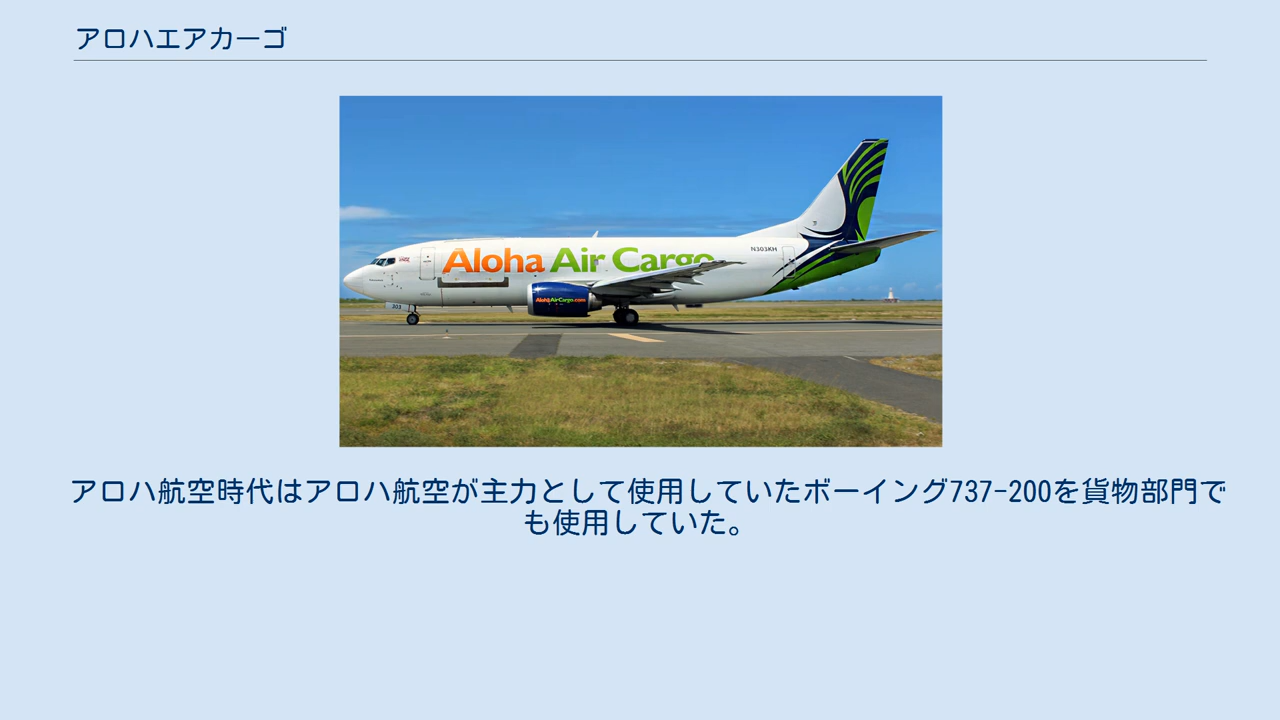 アロハエアカーゴ
Aloha Air Cargo
N303KH
AlohaAirCargo.com
303
アロハ航空時代はアロハ航空が主力として使用していたボーイング737-200を貨物部門で
も使用していた。